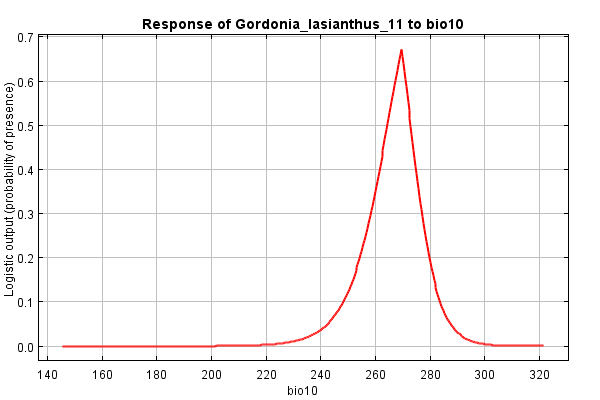 Response of Gordonia_lasianthus_11 to bio10
Logistic output (probability of presence)
0.7
0.6
0.5
0.4
0.3
0.2
0.1
0.0
140 160 180 200 220 240 260 280 300 320
bio10